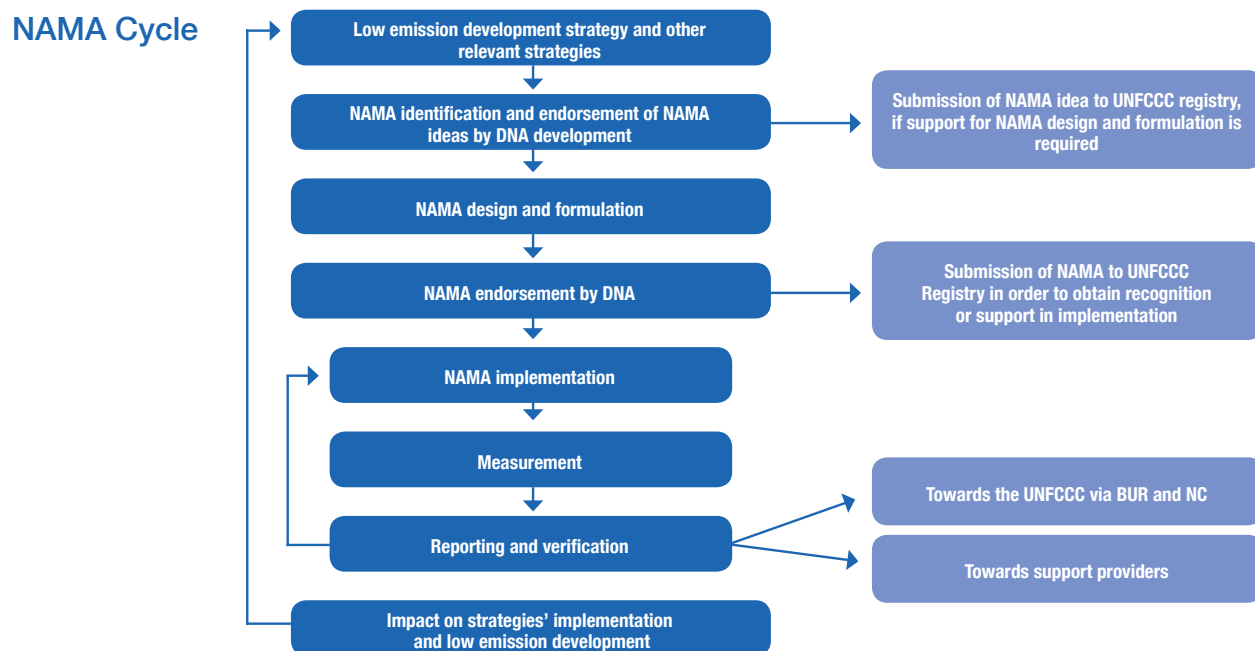 NAMA Cycle
Low emission development strategy and other
relevant strategies
NAMA identification and endorsement of NAMA
ideas by DNA development
Submission of NAMA idea to UNFCCC registry,
if support for NAMA design and formulation is
required
NAMA design and formulation
NAMA endorsement by DNA
Submission of NAMA to UNFCCC
Registry in order to obtain recognition
or support in implementation
NAMA implementation
Measurement
Reporting and verification
Towards the UNFCCC via BUR and NC
Towards support providers
Impact on strategies’ implementation
and low emission development